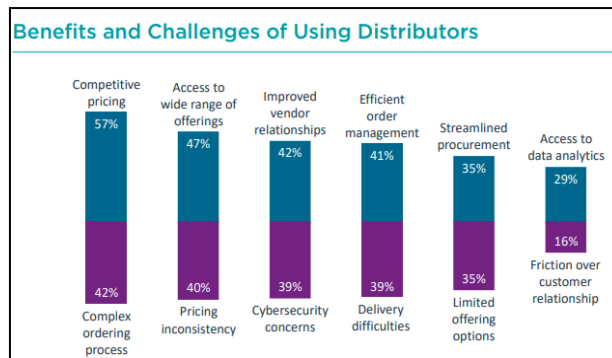 Benefits and Challenges of Using Distributors
Competitive
pricing
57%
42%
Complex
ordering
process
Access to
wide range of
offerings
47%
40%
Pricing
inconsistency
Improved
vendor
relationships
42%
39%
Cybersecurity
concerns
Efficient
order
management
41%
39%
Delivery
difficulties
Streamlined
procurement
35%
35%
Limited
offering
options
Access to
data analytics
29%
16%
Friction over
customer
relationship